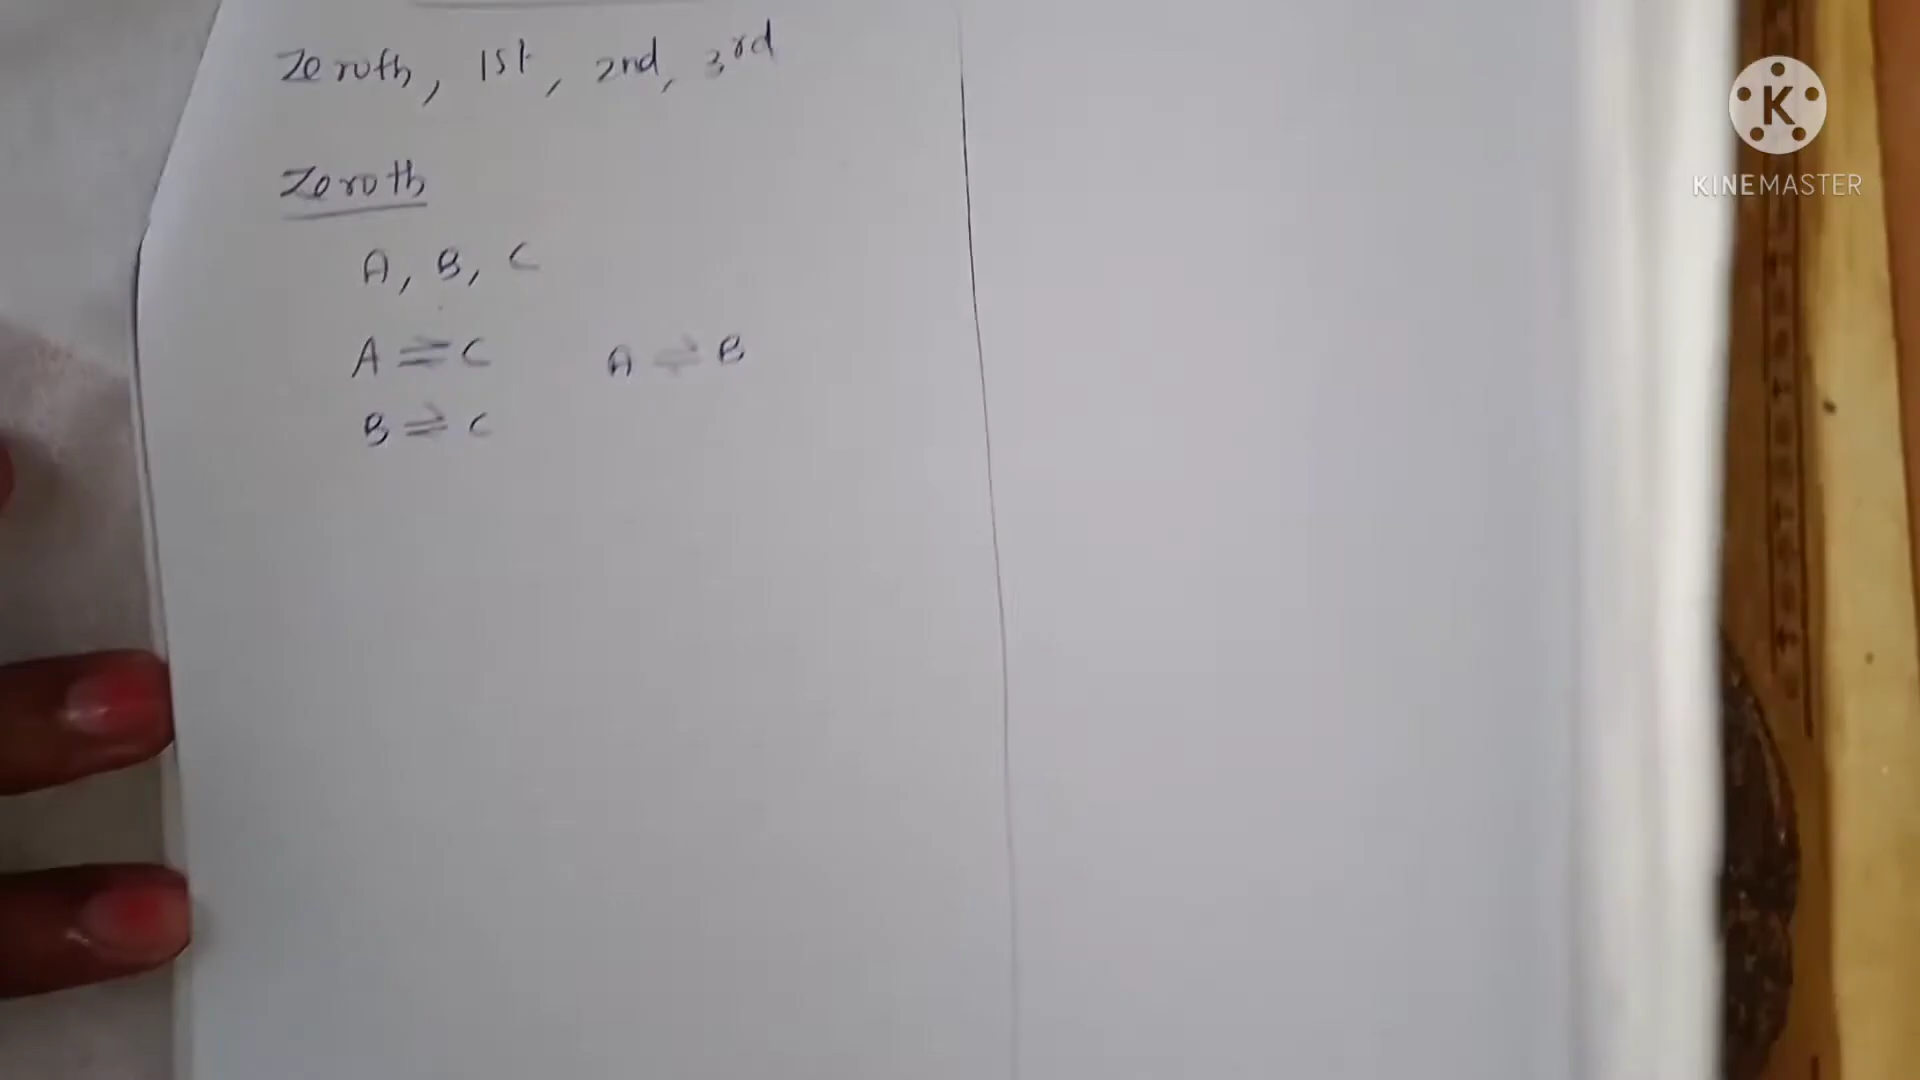 Zeroth, 1st, 2nd, 3rd
Zeroth
A, B, C
A ⇌ C A ⇌ B
B ⇌ C
K
KINEMASTER